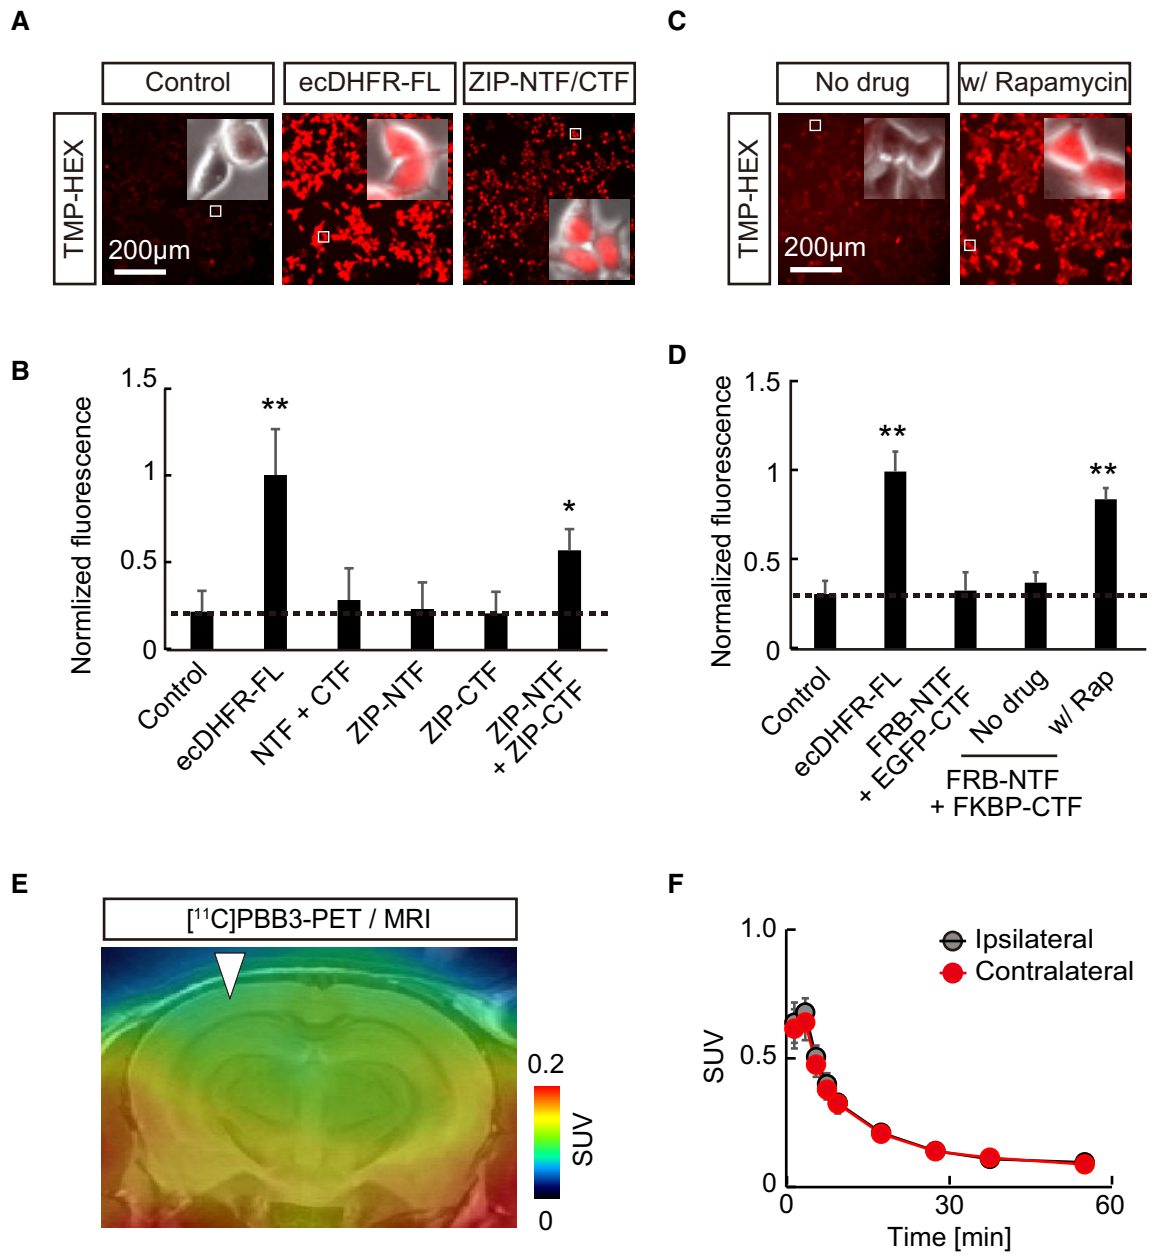 A
Control
ecDHFR-FL
ZIP-NTF/CTF
TMP-HEX
200µm
C
No drug
w/ Rapamycin
TMP-HEX
200µm
B
Normlized fluorescence
1.5
1
0.5
0
**
*
Control
ecDHFR-FL
NTF + CTF
ZIP-NTF
ZIP-CTF
ZIP-NTF
+ ZIP-CTF
D
Normalized fluorescence
1.5
1
0.5
0
**
**
Control
ecDHFR-FL
FRB-NTF
+ EGFP-CTF
No drug
w/ Rap
FRB-NTF
+ FKBP-CTF
E
[¹¹C]PBB3-PET / MRI
0.2
SUV
0
F
1.0
0.5
0
SUV
Ipsilateral
Contralateral
0
30
60
Time [min]